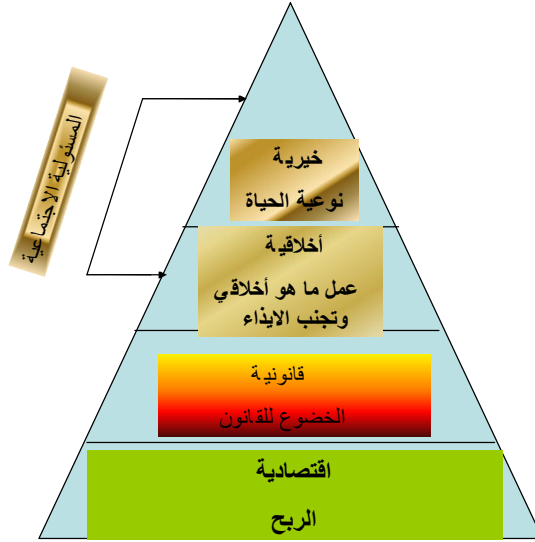 المسئولية الاجتماعية
خيرية
نوعية الحياة
أخلاقية
عمل ما هو أخلاقي
وتجنب الايذاء
قانونية
الخضوع للقانون
اقتصادية
الربح